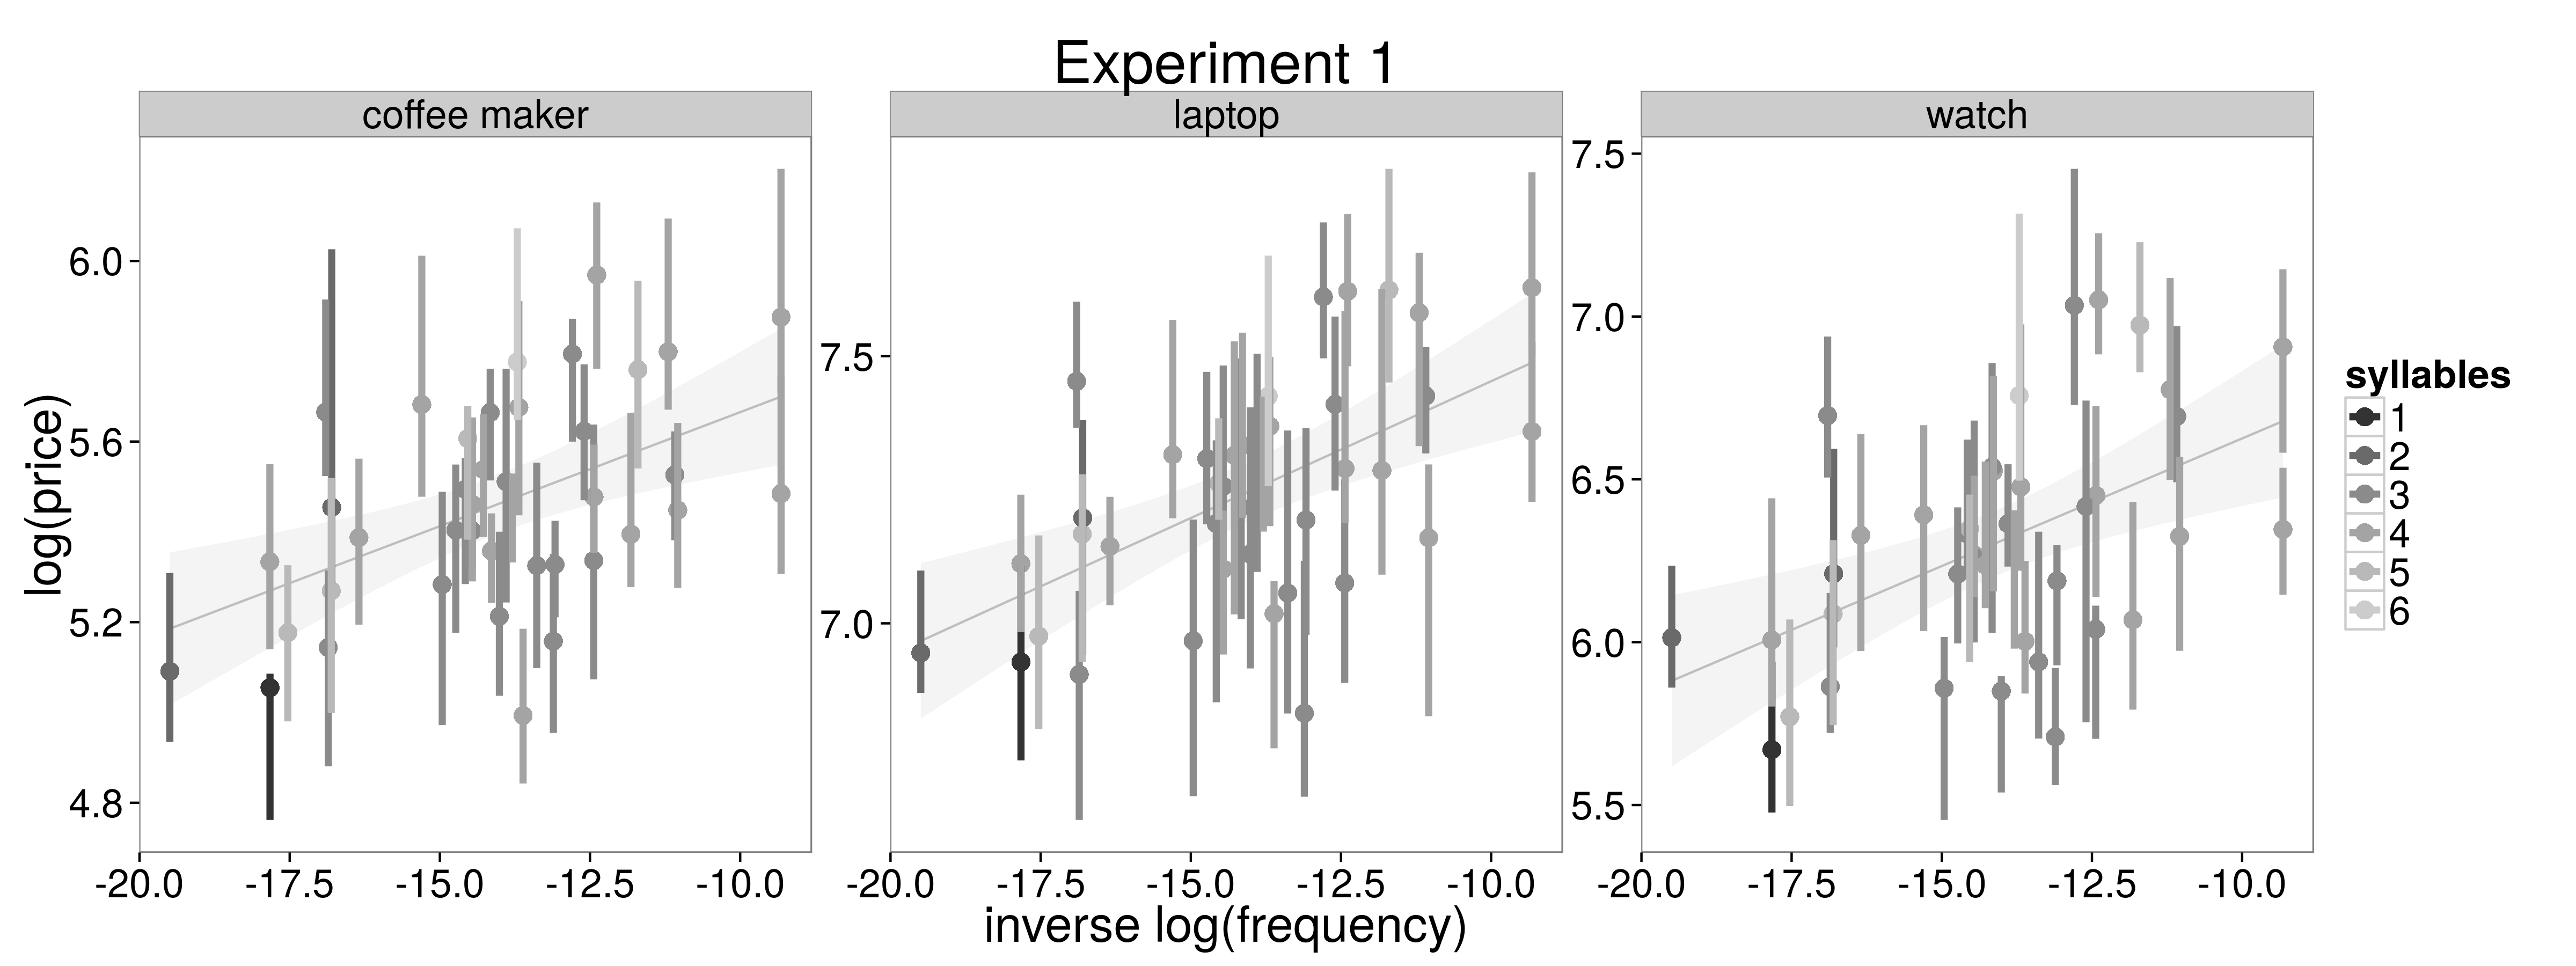 Experiment 1
coffee maker
laptop
watch
log(price)
6.0
5.6
5.2
4.8
-20.0 -17.5 -15.0 -12.5 -10.0
7.5
7.0
-20.0 -17.5 -15.0 -12.5 -10.0
7.5
7.0
6.5
6.0
5.5
-20.0 -17.5 -15.0 -12.5 -10.0
inverse log(frequency)
syllables
1
2
3
4
5
6